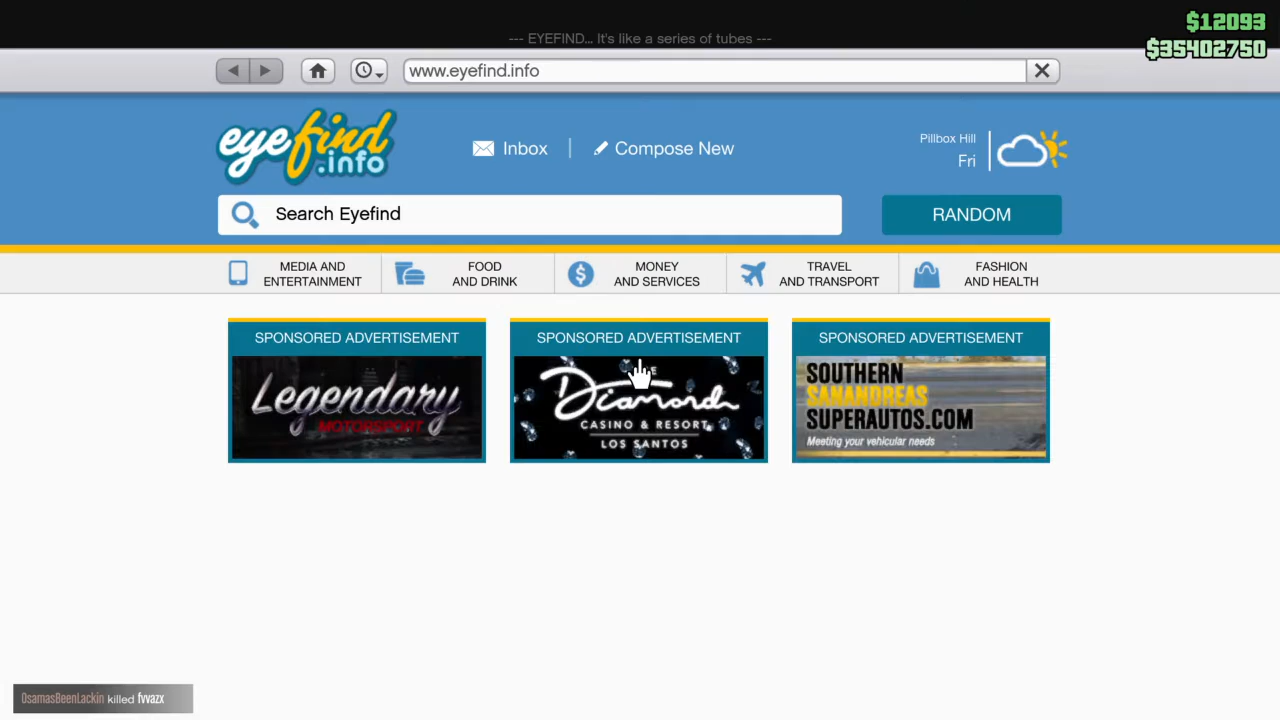 $12093
--- EYEFIND... It's like a series of tubes ---
$35402750
www.eyefind.info
eyefind
.info
Inbox
Compose New
Pillbox Hill
Fri
Search Eyefind
RANDOM
MEDIA AND
ENTERTAINMENT
FOOD
AND DRINK
MONEY
AND SERVICES
TRAVEL
AND TRANSPORT
FASHION
AND HEALTH
SPONSORED ADVERTISEMENT
Legendary
MOTORSPORT
SPONSORED ADVERTISEMENT
Diamond
CASINO & RESORT
LOS SANTOS
SPONSORED ADVERTISEMENT
SOUTHERN
SANANDREAS
SUPERAUTOS.COM
Meeting your vehicular needs
OsamasBeenLackin killed fvvazx